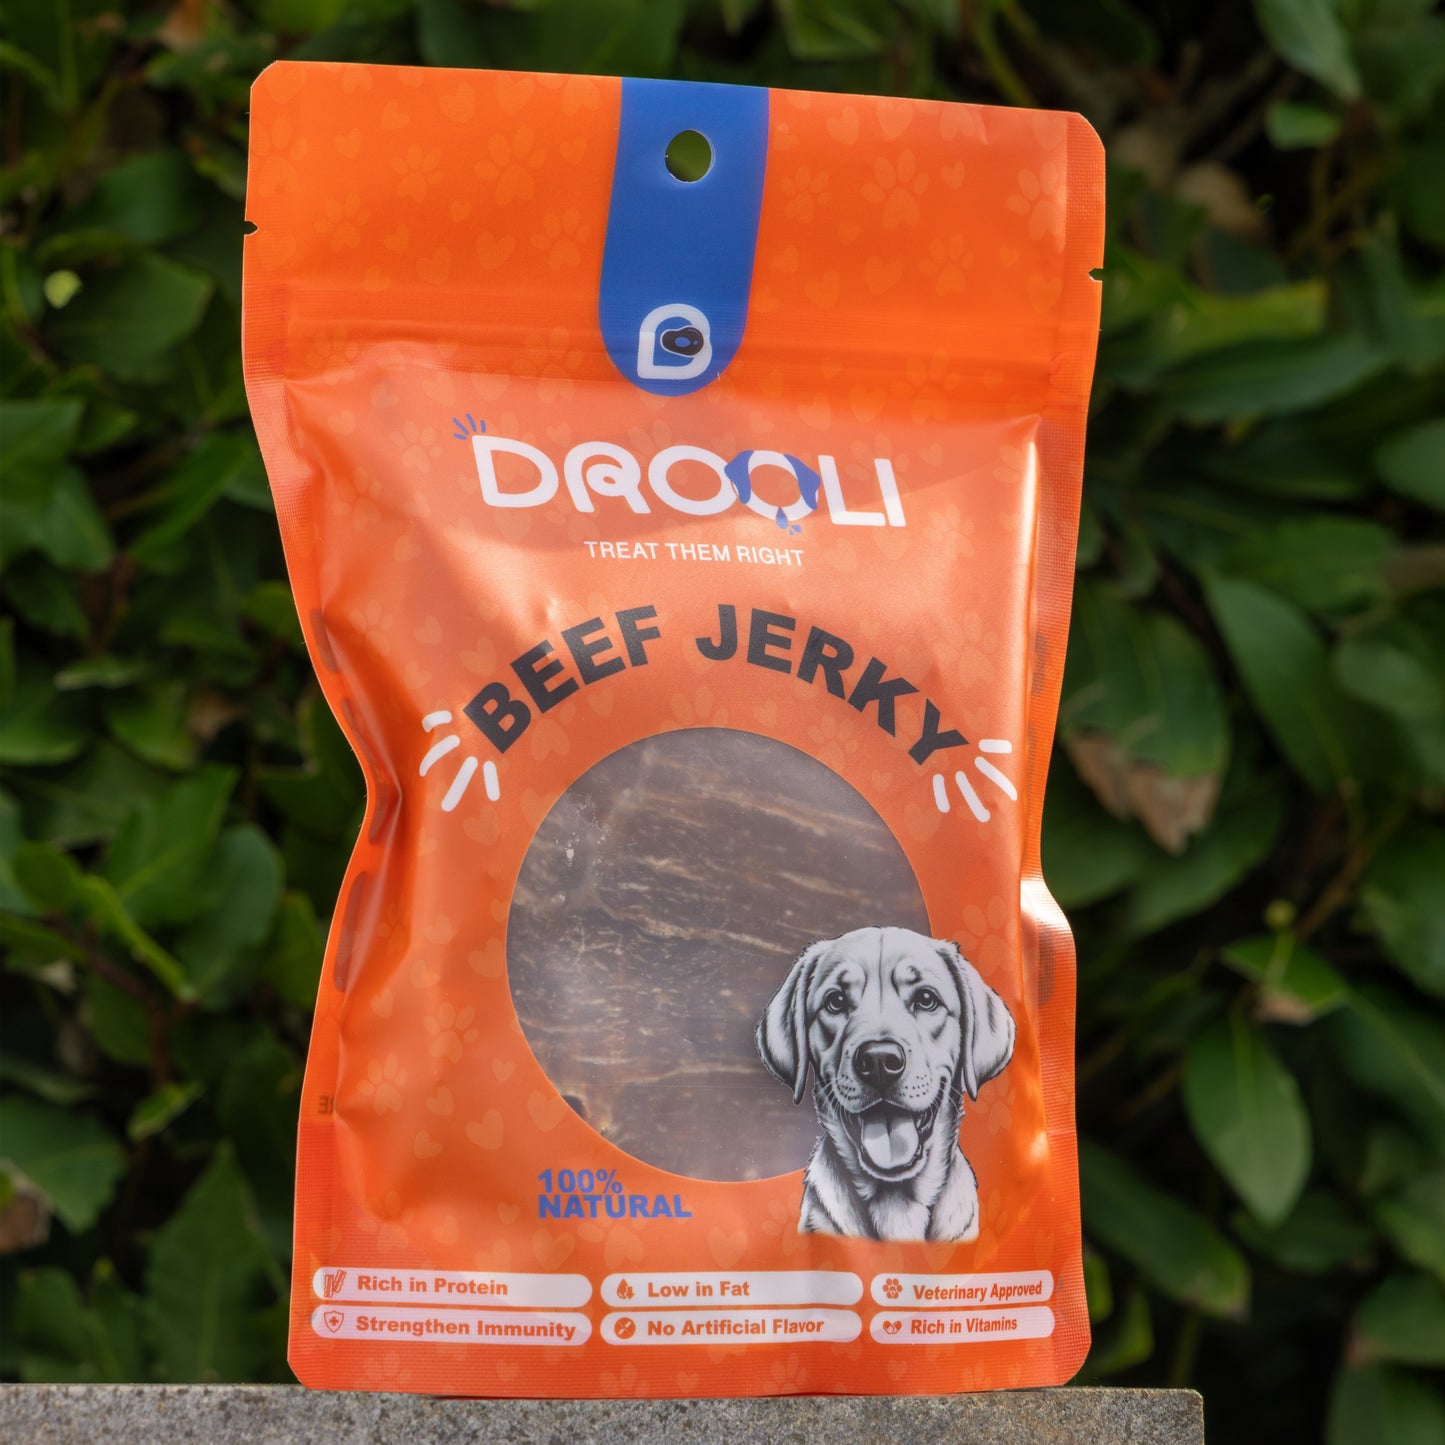 DROOLI
TREAT THEM RIGHT
BEEF JERKY
100%
NATURAL
Rich in Protein
Low in Fat
Veterinary Approved
Strengthen Immunity
No Artificial Flavor
Rich in Vitamins